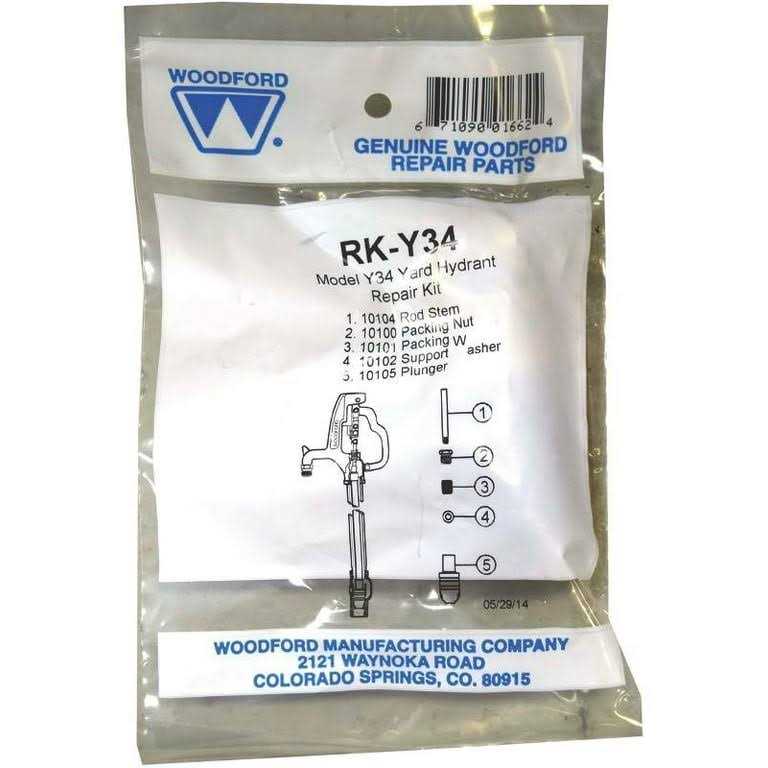 WOODFORD
W
6 71090 01662 4
GENUINE WOODFORD
REPAIR PARTS
RK-Y34
Model Y34 Yard Hydrant
Repair Kit
1. 10104 Rod Stem
2. 10100 Packing Nut
3. 10101 Packing W asher
4 10102 Support
5. 10105 Plunger
1
2
3
4
5
05/29/14
WOODFORD MANUFACTURING COMPANY
2121 WAYNOKA ROAD
COLORADO SPRINGS, CO. 80915